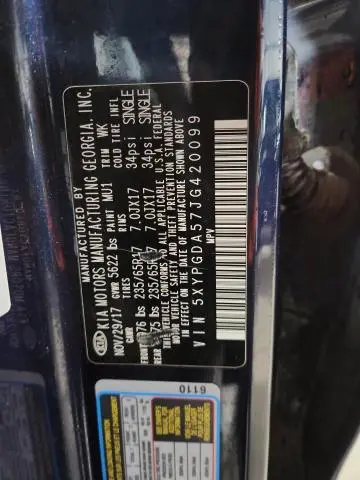 MANUFACTURED BY
KIA MOTORS MANUFACTURING GEORGIA, INC.
NOV/29/17 GVWR 5622 lbs PAINT MU1 TRIM WK
GAWR TIRES RIMS COLD TIRE INFL
FRONT lbs 235/65R17 7.0JX17 34psi SINGLE
REAR lbs 235/65R17 7.0JX17 34psi SINGLE
THIS VEHICLE CONFORMS TO ALL APPLICABLE U.S.A. FEDERAL
MOTOR VEHICLE SAFETY AND THEFT PREVENTION STANDARDS
IN EFFECT ON THE DATE OF MANUFACTURE SHOWN ABOVE
VIN 5XYPGDA57JG420099
MPV
6110